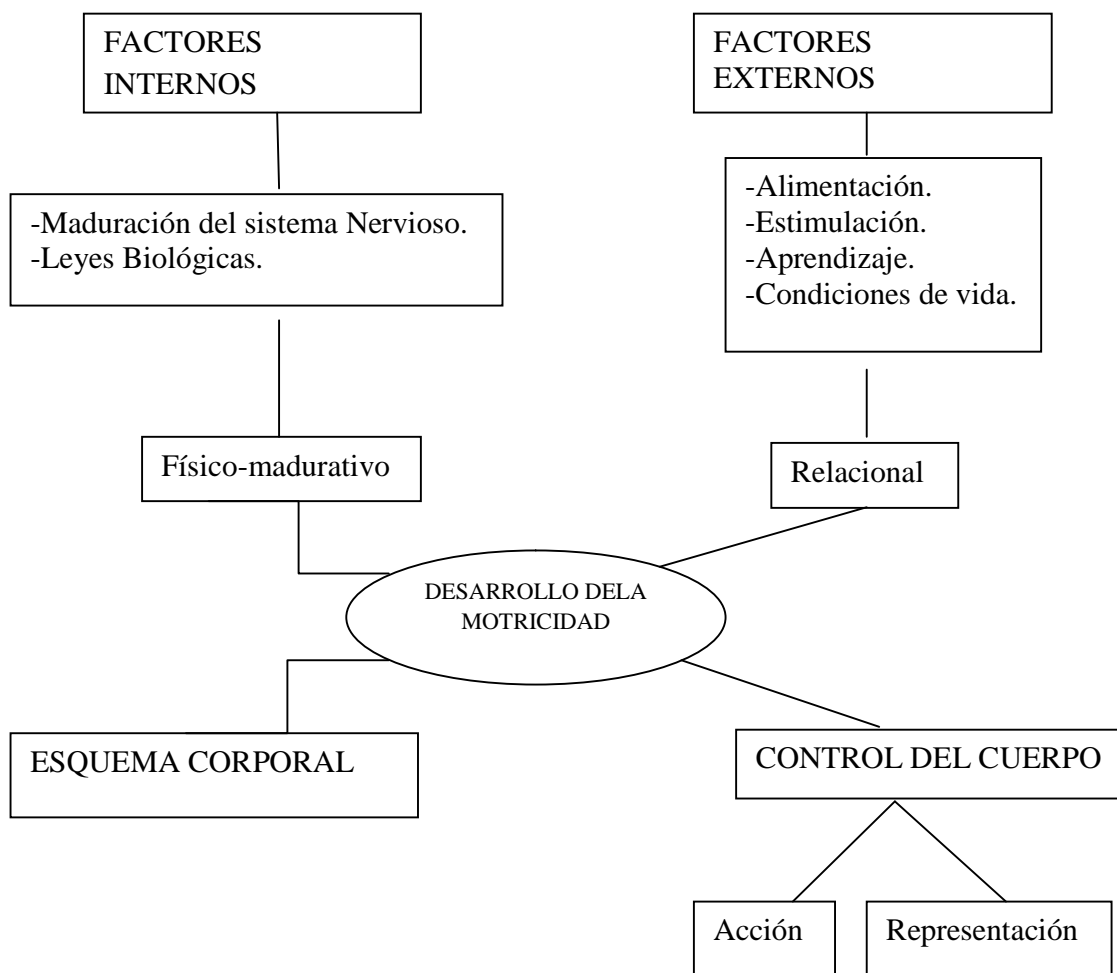 FACTORES
INTERNOS
FACTORES
EXTERNOS
-Maduración del sistema Nervioso.
-Leyes Biológicas.
-Alimentación.
-Estimulación.
-Aprendizaje.
-Condiciones de vida.
Físico-madurativo
Relacional
DESARROLLO DELA
MOTRICIDAD
ESQUEMA CORPORAL
CONTROL DEL CUERPO
Acción
Representación